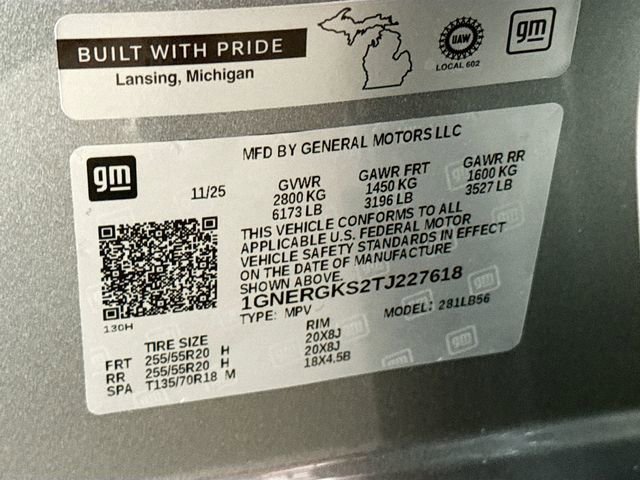 BUILT WITH PRIDE
Lansing, Michigan
UAW
LOCAL 602
gm
gm
MFD BY GENERAL MOTORS LLC
11/25
GVWR GAWR FRT GAWR RR
2800 KG 1450 KG 1600 KG
6173 LB 3196 LB 3527 LB
THIS VEHICLE CONFORMS TO ALL
APPLICABLE U.S. FEDERAL MOTOR
VEHICLE SAFETY STANDARDS IN EFFECT
ON THE DATE OF MANUFACTURE
SHOWN ABOVE.
1GNERGKS2TJ227618
TYPE: MPV MODEL: 281LB56
130H
TIRE SIZE RIM
FRT 255/55R20 H 20X8J
RR 255/55R20 H 20X8J
SPA T135/70R18 M 18X4.5B